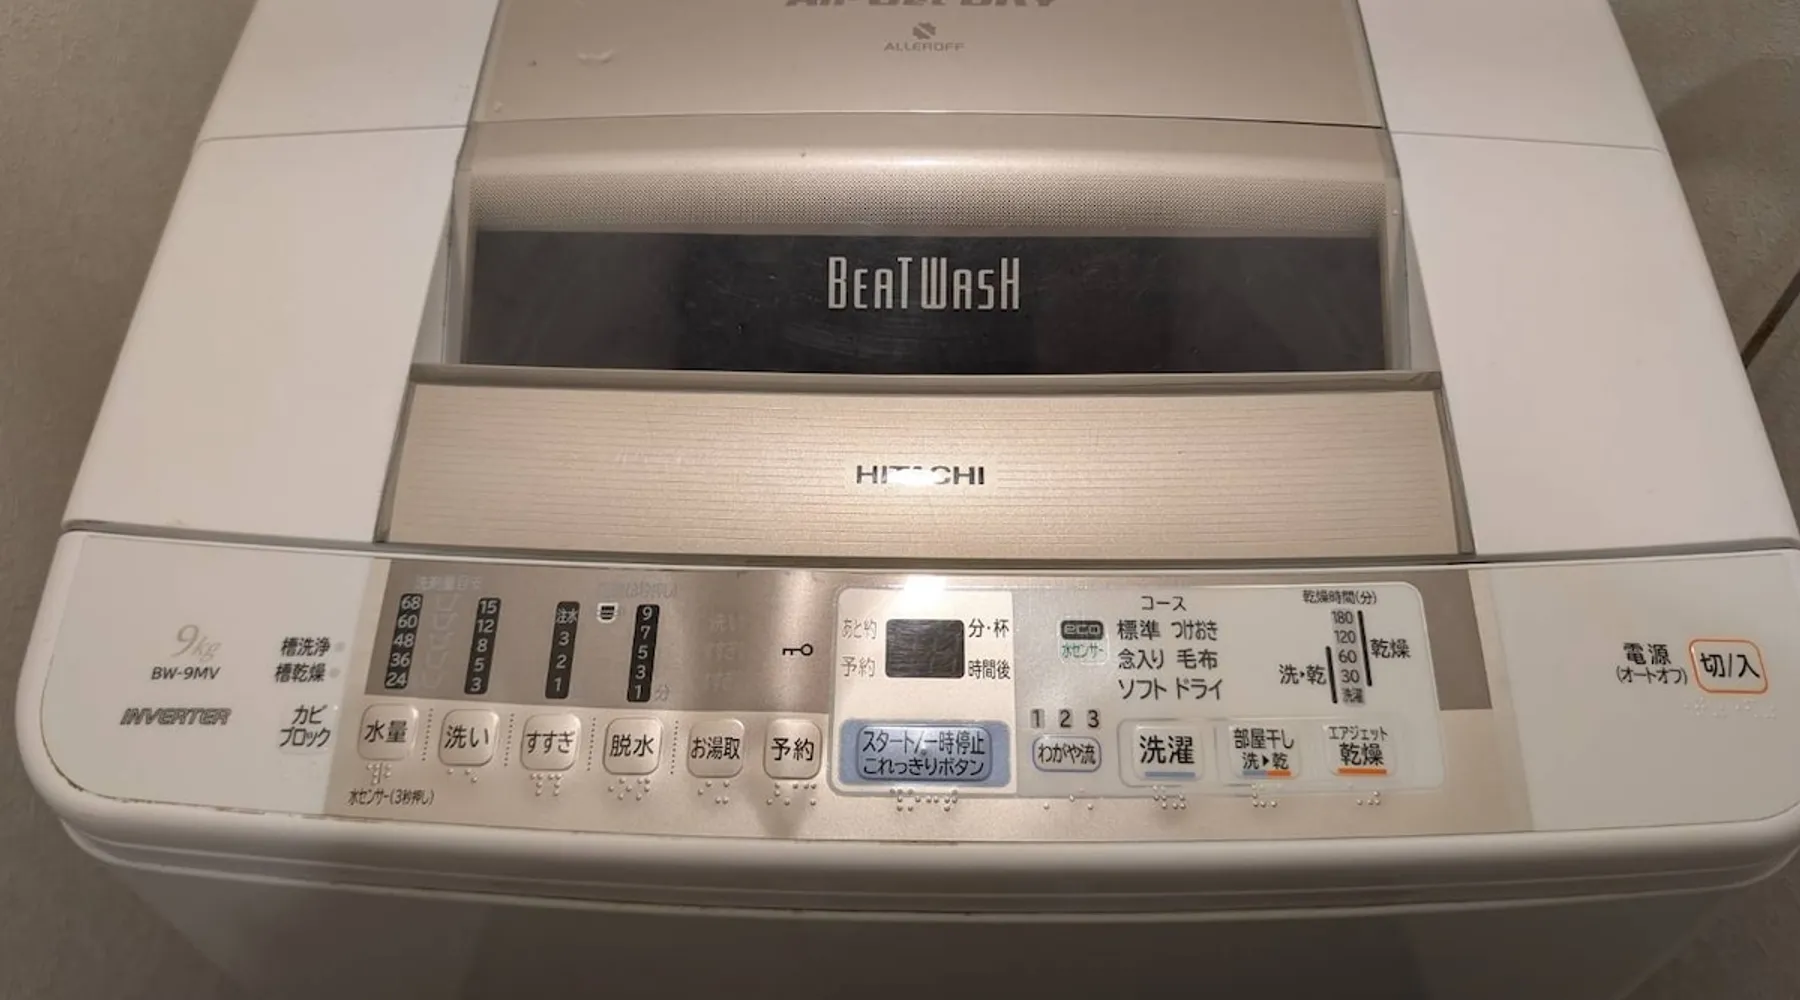 ALLEROFF
BEATWASH
HITACHI
9kg
BW-9MV
INVERTER
槽洗浄
槽乾燥
カビ
ブロック
68
60
48
36
24
15
12
8
5
3
注水
3
2
1
9
7
5
3
1 分
水量
洗い
すすぎ
脱水
お湯取
予約
水センサー(3秒押し)
あと約
分・杯
予約
時間後
スタート/一時停止
これっきりボタン
eco
水センサー
コース
標準 つけおき
念入り 毛布
ソフト ドライ
1 2 3
わがや流
洗濯
部屋干し
洗▶乾
エアジェット
乾燥
乾燥時間(分)
180
120
60
30
洗濯
乾燥
洗▶乾
電源
(オートオフ)
切/入